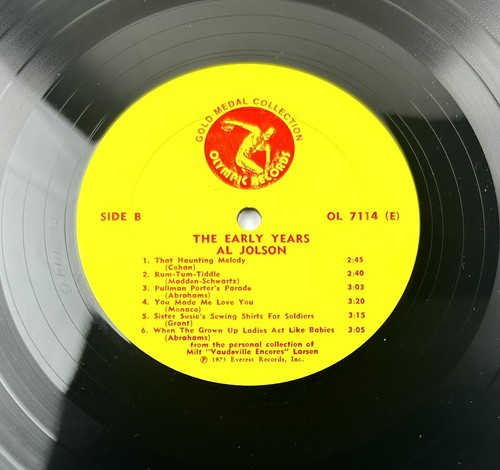 GOLD MEDAL COLLECTION
OLYMPIC RECORDS
SIDE B OL 7114 (E)
THE EARLY YEARS
AL JOLSON
1. That Haunting Melody 2:45
(Cohan)
2. Rum-Tum-Tiddle 2:40
(Madden-Schwartz)
3. Pullman Porter's Parada 3:03
(Abrahams)
4. You Made Me Love You 3:20
(Monaco)
5. Sister Susie's Sewing Shirts For Soldiers 3:15
(Grant)
6. When The Grown Up Ladies Act Like Babies 3:05
(Abrahams)
from the personal collection of
Milt "Vaudeville Encores" Larsen
℗ 1973 Everest Records, Inc.